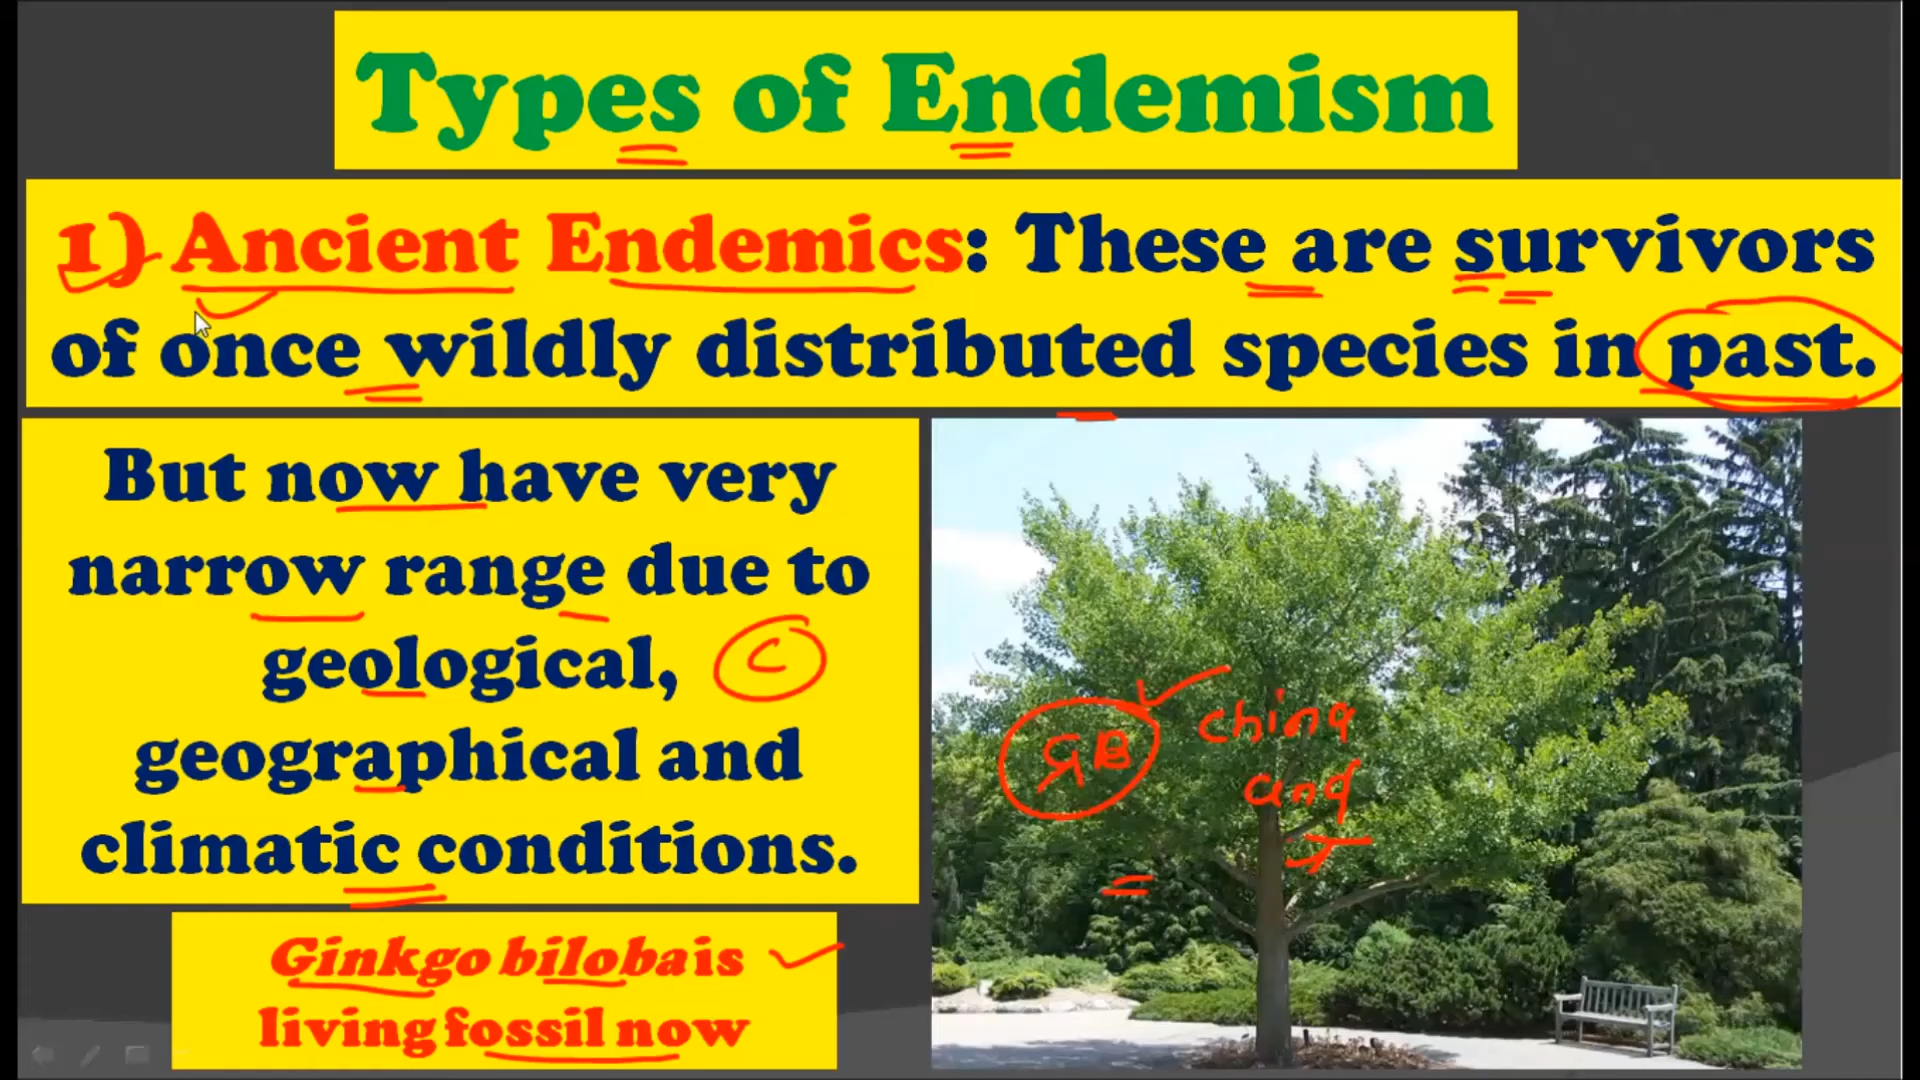 Types of Endemism
1) Ancient Endemics: These are survivors
of once wildly distributed species in past.
But now have very
narrow range due to
geological, C
geographical and
climatic conditions.
Ginkgo bilobais
living fossil now
GB
china
and
J